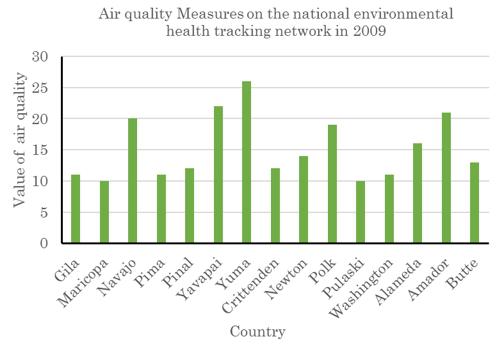 Air quality Measures on the national environmental
health tracking network in 2009
Value of air quality
30
25
20
15
10
5
0
Gila
Maricopa
Navajo
Pima
Pinal
Yavapai
Yuma
Crittenden
Newton
Polk
Pulaski
Washington
Alameda
Amador
Butte
Country